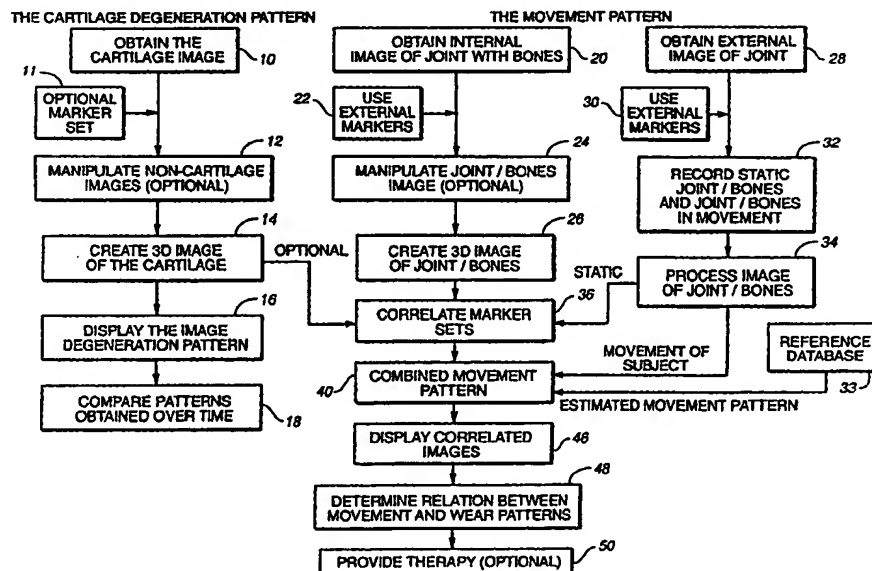 THE CARTILAGE DEGENERATION PATTERN
OBTAIN THE
CARTILAGE IMAGE
10
11
OPTIONAL
MARKER
SET
12
MANIPULATE NON-CARTILAGE
IMAGES (OPTIONAL)
14
CREATE 3D IMAGE
OF THE CARTILAGE
OPTIONAL
16
DISPLAY THE IMAGE
DEGENERATION PATTERN
COMPARE PATTERNS
OBTAINED OVER TIME
18
THE MOVEMENT PATTERN
OBTAIN INTERNAL
IMAGE OF JOINT WITH BONES
20
22
USE
EXTERNAL
MARKERS
24
MANIPULATE JOINT / BONES
IMAGE (OPTIONAL)
26
CREATE 3D IMAGE
OF JOINT / BONES
STATIC
36
CORRELATE MARKER
SETS
40
COMBINED MOVEMENT
PATTERN
DISPLAY CORRELATED
IMAGES
46
48
DETERMINE RELATION BETWEEN
MOVEMENT AND WEAR PATTERNS
50
PROVIDE THERAPY (OPTIONAL)
OBTAIN EXTERNAL
IMAGE OF JOINT
28
30
USE
EXTERNAL
MARKERS
32
RECORD STATIC
JOINT / BONES
AND JOINT / BONES
IN MOVEMENT
34
PROCESS IMAGE
OF JOINT / BONES
MOVEMENT OF
SUBJECT
REFERENCE
DATABASE
33
ESTIMATED MOVEMENT PATTERN